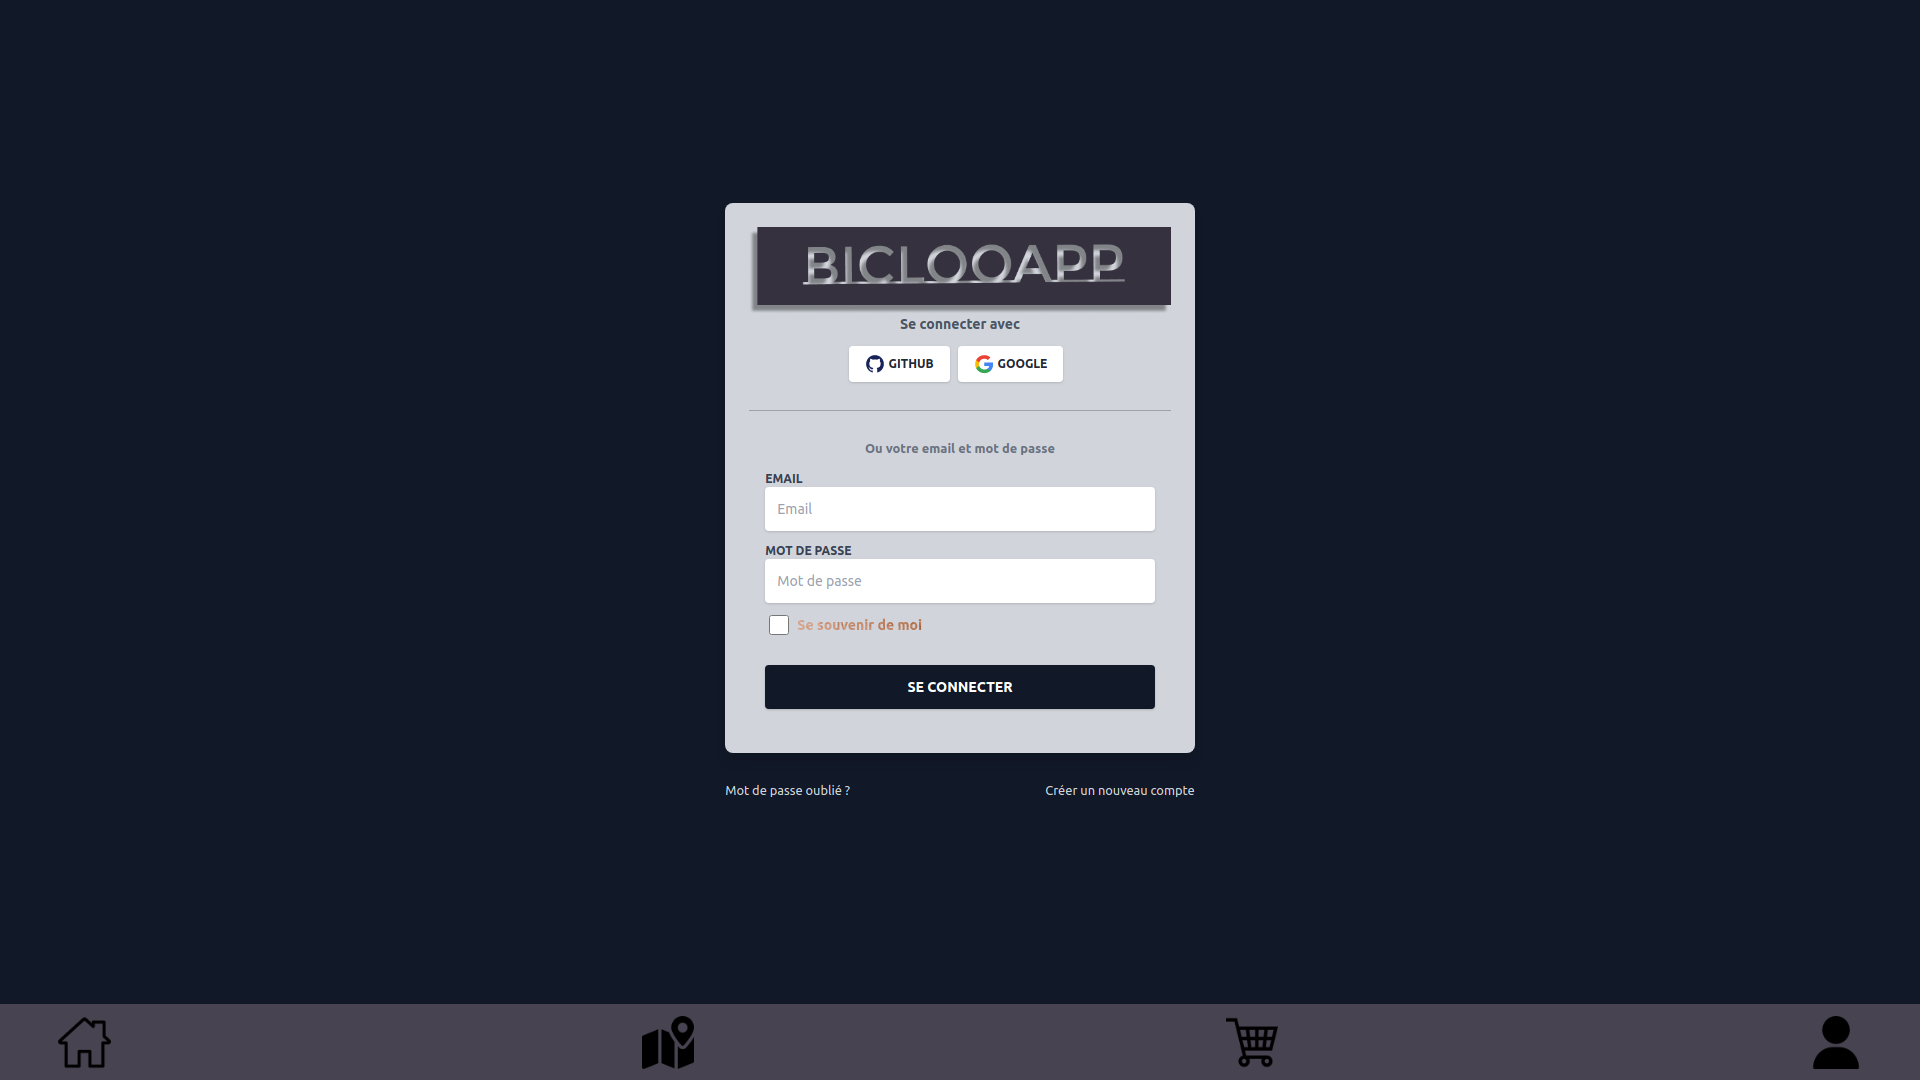 BICLOOAPP
Se connecter avec
GITHUB
GOOGLE
Ou votre email et mot de passe
EMAIL
Email
MOT DE PASSE
Mot de passe
Se souvenir de moi
SE CONNECTER
Mot de passe oublié ?
Créer un nouveau compte